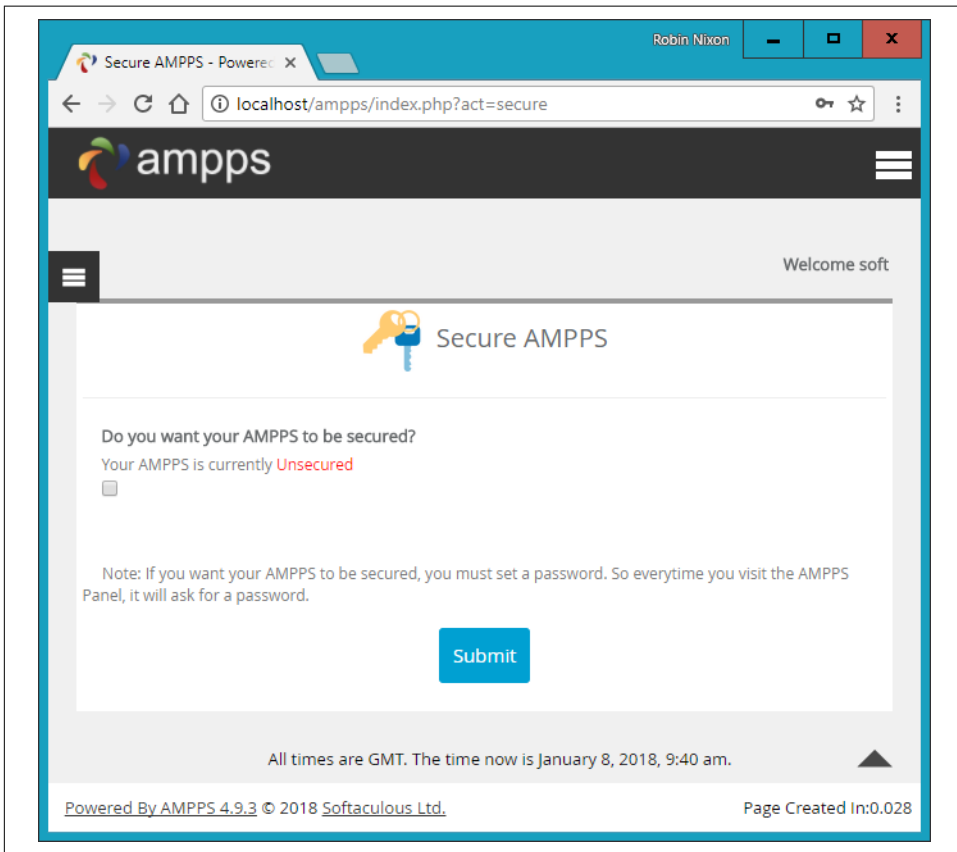 Robin Nixon
Secure AMPPS - Powered
localhost/ampps/index.php?act=secure
ampps
Welcome soft
Secure AMPPS
Do you want your AMPPS to be secured?
Your AMPPS is currently Unsecured
Note: If you want your AMPPS to be secured, you must set a password. So everytime you visit the AMPPS
Panel, it will ask for a password.
Submit
All times are GMT. The time now is January 8, 2018, 9:40 am.
Powered By AMPPS 4.9.3 © 2018 Softaculous Ltd. Page Created In:0.028